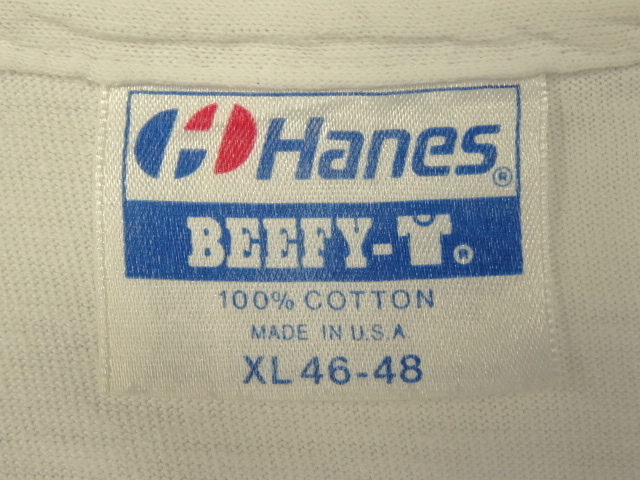 Hanes®
BEEFY-T®
100% COTTON
MADE IN U.S.A.
XL 46-48